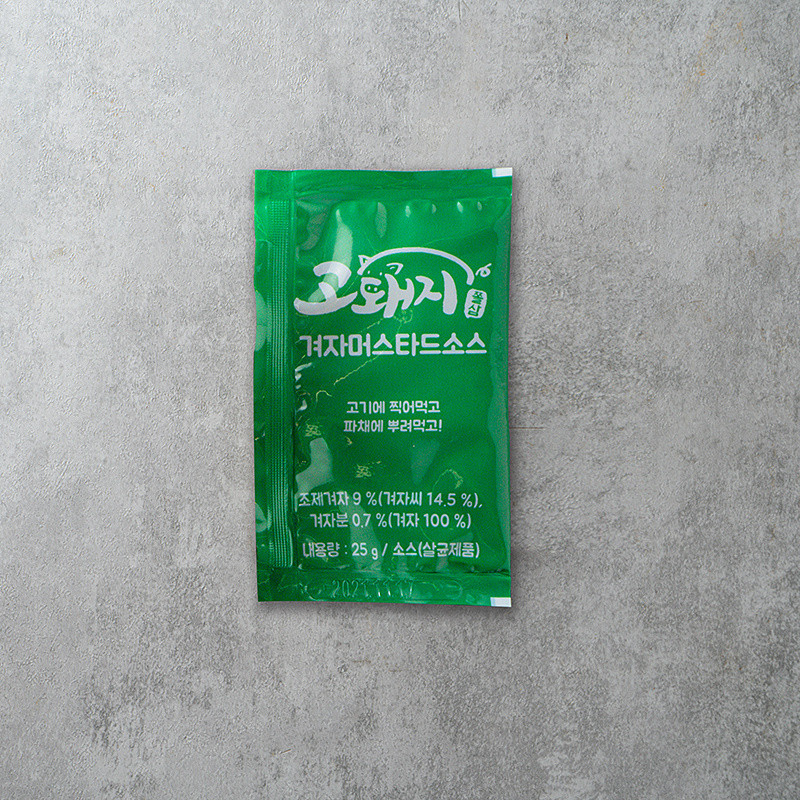 고돼지
쫄삼
겨자머스타드소스
고기에 찍어먹고
파채에 뿌려먹고!
조제겨자 9 %(겨자씨 14.5 %),
겨자분 0.7 %(겨자 100 %)
내용량 : 25 g / 소스(살균제품)